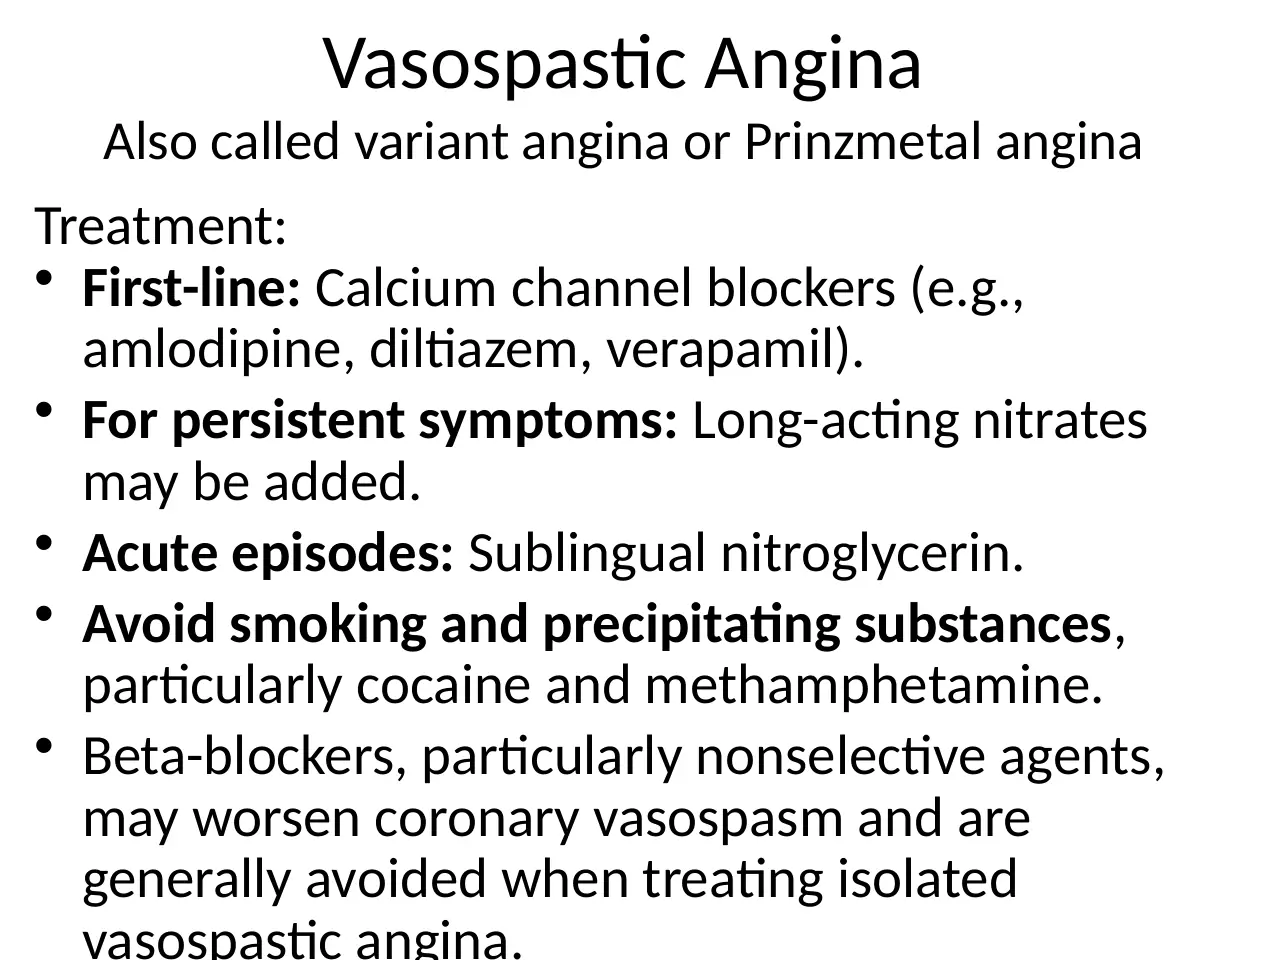 Vasospastic Angina
Also called variant angina or Prinzmetal angina
Treatment:
• First-line: Calcium channel blockers (e.g.,
amlodipine, diltiazem, verapamil).
• For persistent symptoms: Long-acting nitrates
may be added.
• Acute episodes: Sublingual nitroglycerin.
• Avoid smoking and precipitating substances,
particularly cocaine and methamphetamine.
• Beta-blockers, particularly nonselective agents,
may worsen coronary vasospasm and are
generally avoided when treating isolated
vasospastic angina.